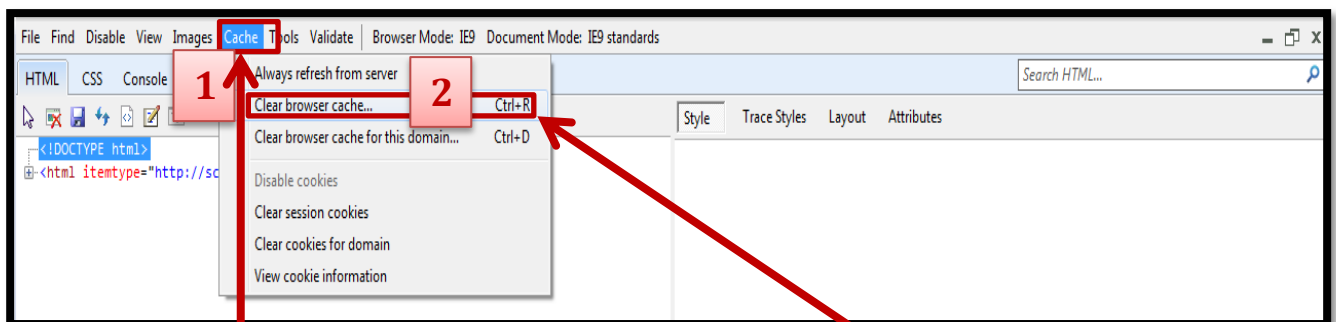 File Find Disable View Images Cache Tools Validate Browser Mode: IE9 Document Mode: IE9 standards
HTML CSS Console
Search HTML...
1
2
Always refresh from server
Clear browser cache... Ctrl+R
Clear browser cache for this domain... Ctrl+D
Disable cookies
Clear session cookies
Clear cookies for domain
View cookie information
Style Trace Styles Layout Attributes
<!DOCTYPE html>
<html itemtype="http://sc